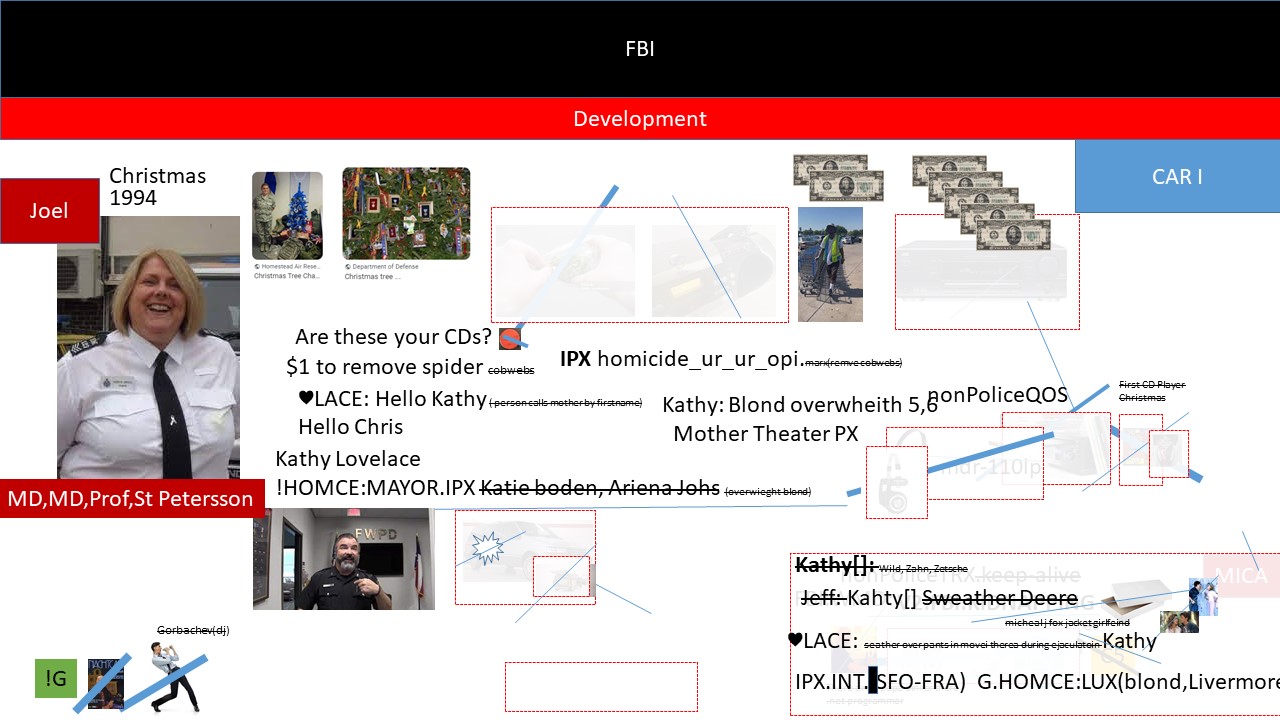 FBI
Development
CAR I
Joel
Christmas
1994
Homestead Air Rese...
Christmas Tree Cha...
Department of Defense
Christmas tree ...
Are these your CDs?
$1 to remove spider cobwebs
IPX homicide_ur_ur_opi.mark(remve cobwebs)
♥LACE: Hello Kathy ( person calls mother by firstname)
Hello Chris
Kathy: Blond overwheith 5,6
Mother Theater PX
nonPoliceQOS
First CD Player
Christmas
mdr-110lp
Kathy Lovelace
!HOMCE:MAYOR.IPX Katie boden, Ariena Johs (overwieght blond)
MD,MD,Prof,St Petersson
FWPD
Kathy[]: Wild, Zahn, Zetsche
nonPoliceTRX.keep-alive
MICA
Jeff: Kahty[] Sweather Deere
micheal j fox jacket girlfeind
♥LACE: seather over pants in movei therea during ejaculatoin Kathy
IPX.INT. SFO-FRA) G.HOMCE:LUX(blond,Livermore
.net programmer
Gorbachev(dj)
!G